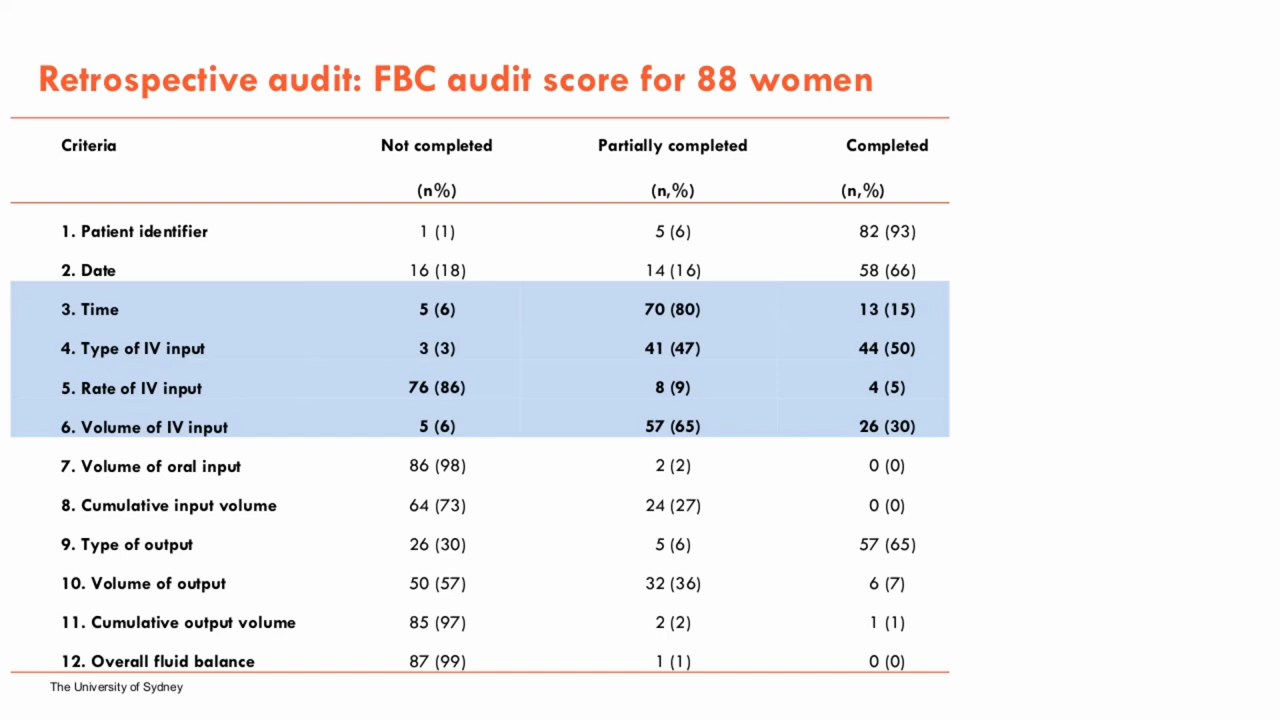 Retrospective audit: FBC audit score for 88 women
Criteria Not completed Partially completed Completed
(n%) (n,%) (n,%)
1. Patient identifier 1 (1) 5 (6) 82 (93)
2. Date 16 (18) 14 (16) 58 (66)
3. Time 5 (6) 70 (80) 13 (15)
4. Type of IV input 3 (3) 41 (47) 44 (50)
5. Rate of IV input 76 (86) 8 (9) 4 (5)
6. Volume of IV input 5 (6) 57 (65) 26 (30)
7. Volume of oral input 86 (98) 2 (2) 0 (0)
8. Cumulative input volume 64 (73) 24 (27) 0 (0)
9. Type of output 26 (30) 5 (6) 57 (65)
10. Volume of output 50 (57) 32 (36) 6 (7)
11. Cumulative output volume 85 (97) 2 (2) 1 (1)
12. Overall fluid balance 87 (99) 1 (1) 0 (0)
The University of Sydney